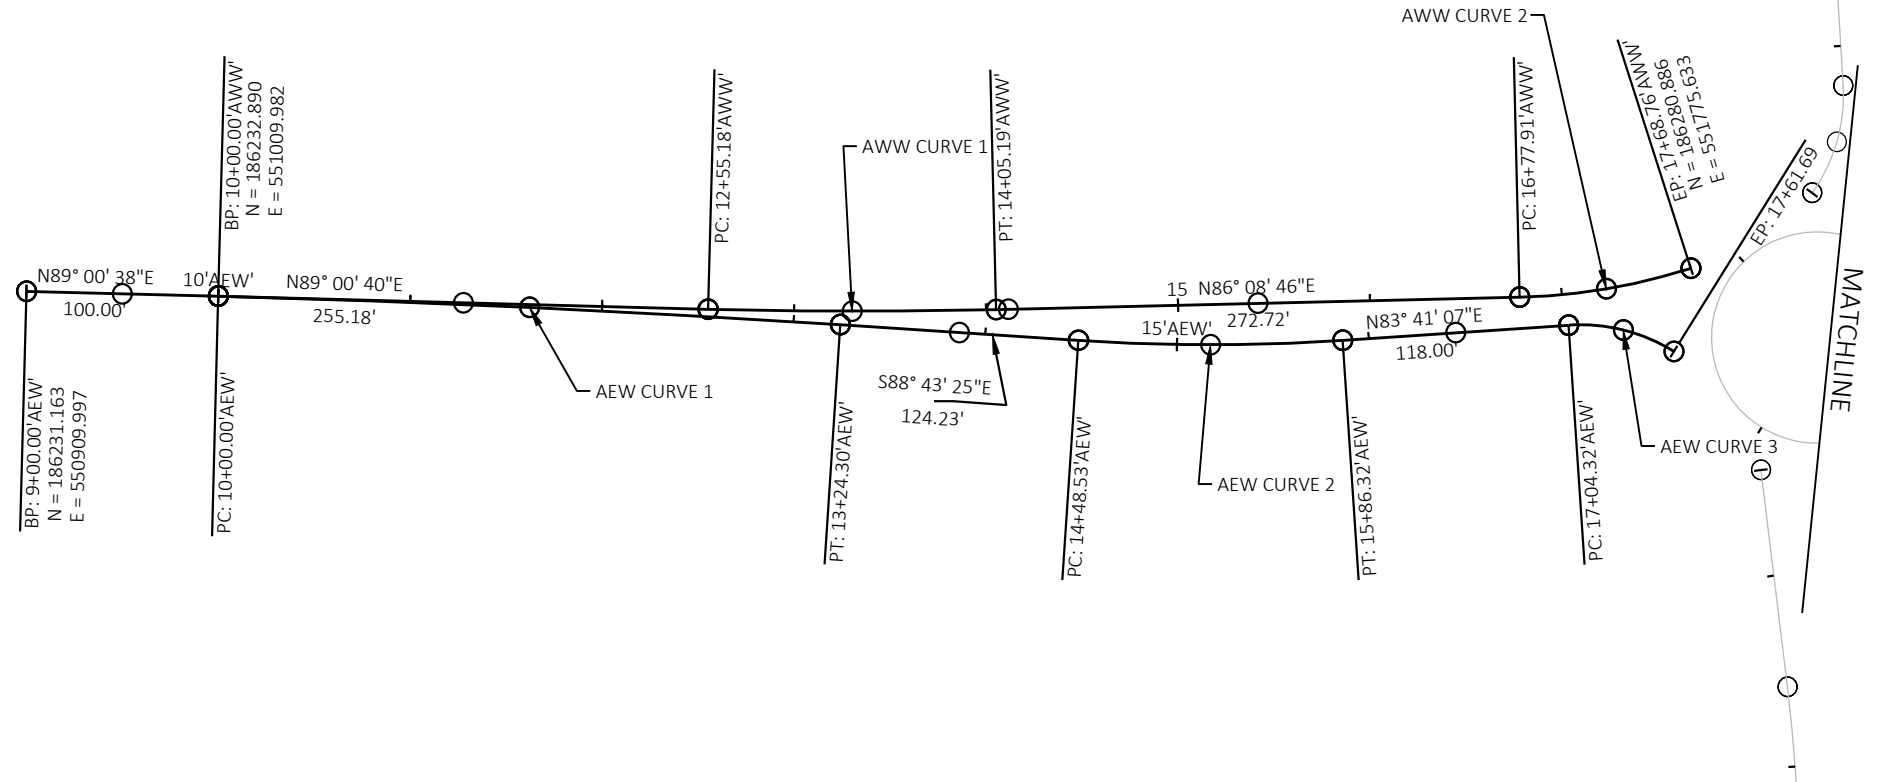 AWW CURVE 2
BP: 10+00.00'AWW'
N = 186232.890
E = 551009.982
PC: 12+55.18'AWW'
PT: 14+05.19'AWW'
PC: 16+77.91'AWW'
EP: 17+68.76'AWW'
N = 186280.886
E = 551775.633
AWW CURVE 1
EP: 17+61.69
N89° 00' 38"E
100.00'
10'AEW'
N89° 00' 40"E
255.18'
15
N86° 08' 46"E
272.72'
15'AEW'
N83° 41' 07"E
118.00'
MATCHLINE
AEW CURVE 1
S88° 43' 25"E
124.23'
BP: 9+00.00'AEW'
N = 186231.163
E = 550909.997
PC: 10+00.00'AEW'
PT: 13+24.30'AEW'
PC: 14+48.53'AEW'
AEW CURVE 2
PT: 15+86.32'AEW'
PC: 17+04.32'AEW'
AEW CURVE 3